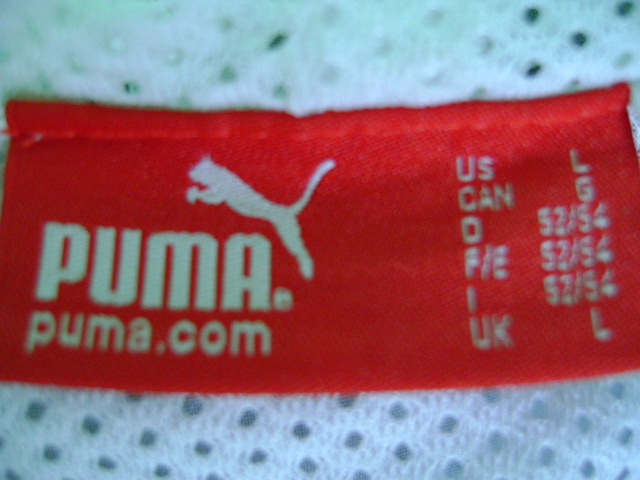 PUMA®
puma.com
US L
CAN G
D 52/54
F/E 52/54
I 52/54
UK L